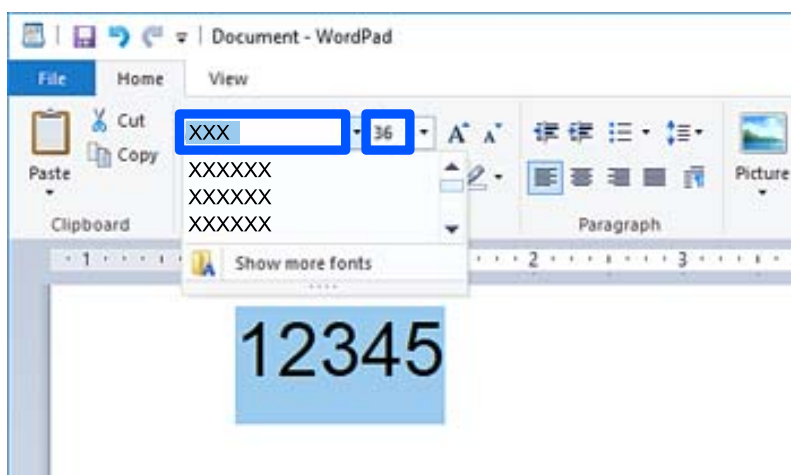 Document - WordPad
File Home View
Cut
Copy
Paste
Clipboard
XXX
36
A A
XXXXXX
XXXXXX
XXXXXX
Show more fonts
Paragraph
Picture
1 2 3
12345